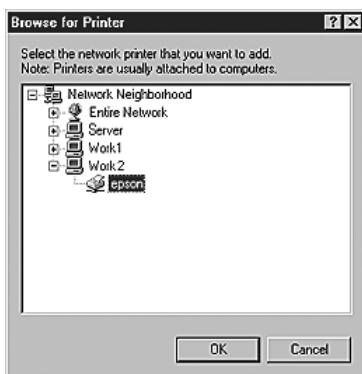 Browse for Printer
Select the network printer that you want to add.
Note: Printers are usually attached to computers.
Network Neighborhood
Entire Network
Server
Work1
Work2
epson
OK Cancel